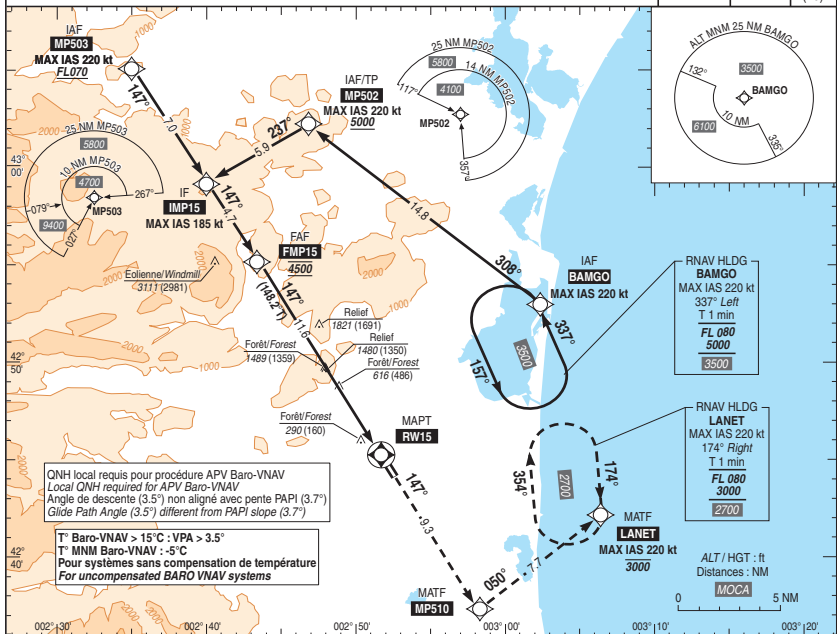 IAF
MP503
MAX IAS 220 kt
FL070
147°
7.0
25 NM MP503
5800
10 NM MP503
4700
267°
079°
MP503
9400
027°
2000
43°
00'
IAF/TP
MP502
MAX IAS 220 kt
5000
237°
5.9
IF
IMP15
MAX IAS 185 kt
147°
4.7
FAF
FMP15
4500
147°
(148.2°T)
11.6
Eolienne/Windmill
3111 (2981)
2000
1000
Relief
1821 (1691)
Forêt/Forest
1489 (1359)
Relief
1480 (1350)
Forêt/Forest
616 (486)
Forêt/Forest
290 (160)
25 NM MP502
5800
14 NM MP502
4100
117°
MP502
357°
ALT MNM 25 NM BAMGO
3500
132°
BAMGO
6100
10 NM
335°
14.8
308°
IAF
BAMGO
MAX IAS 220 kt
337°
3500
157°
RNAV HLDG
BAMGO
MAX IAS 220 kt
337° Left
T 1 min
FL 080
5000
3500
1000
42°
50'
MAPT
RW15
147°
9.3
RNAV HLDG
LANET
MAX IAS 220 kt
174° Right
T 1 min
FL 080
3000
2700
354°
2700
174°
MATF
LANET
MAX IAS 220 kt
3000
050°
7.7
MATF
MP510
QNH local requis pour procédure APV Baro-VNAV
Local QNH required for APV Baro-VNAV
Angle de descente (3.5°) non aligné avec pente PAPI (3.7°)
Glide Path Angle (3.5°) different from PAPI slope (3.7°)
T° Baro-VNAV > 15°C : VPA > 3.5°
T° MNM Baro-VNAV : -5°C
Pour systèmes sans compensation de température
For uncompensated BARO VNAV systems
42°
40'
ALT / HGT : ft
Distances : NM
MOCA
0 5 NM
002°30' 002°40' 002°50' 003°00' 003°10' 003°20'